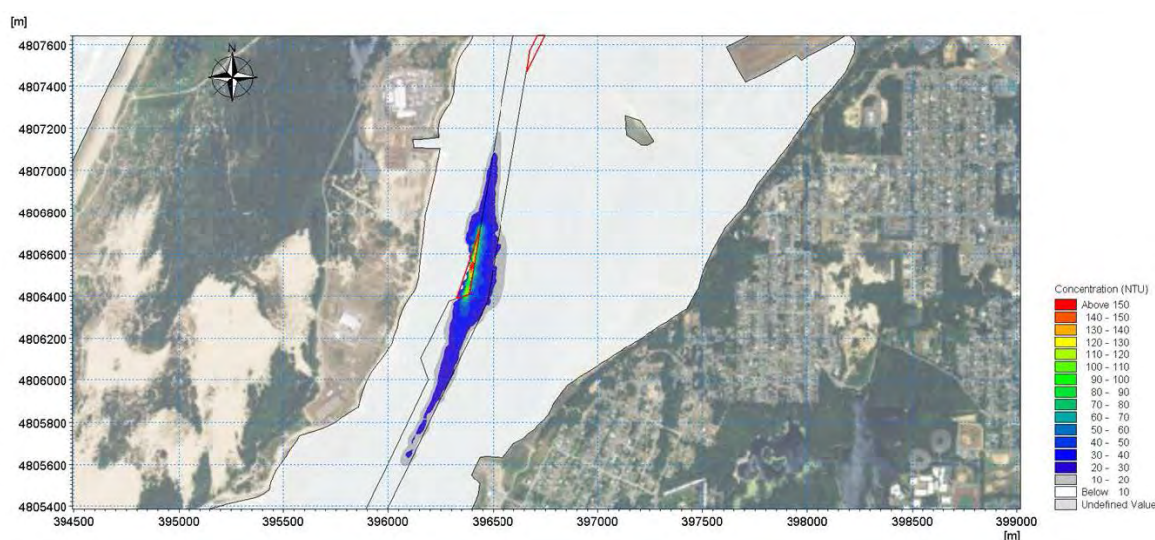 [m]
4807600
4807400
4807200
4807000
4806800
4806600
4806400
4806200
4806000
4805800
4805600
4805400
394500
395000
395500
396000
396500
397000
397500
398000
398500
399000
[m]
N
Concentration (NTU)
Above 150
140 - 150
130 - 140
120 - 130
110 - 120
100 - 110
90 - 100
80 - 90
70 - 80
60 - 70
50 - 60
40 - 50
30 - 40
20 - 30
10 - 20
Below 10
Undefined Value